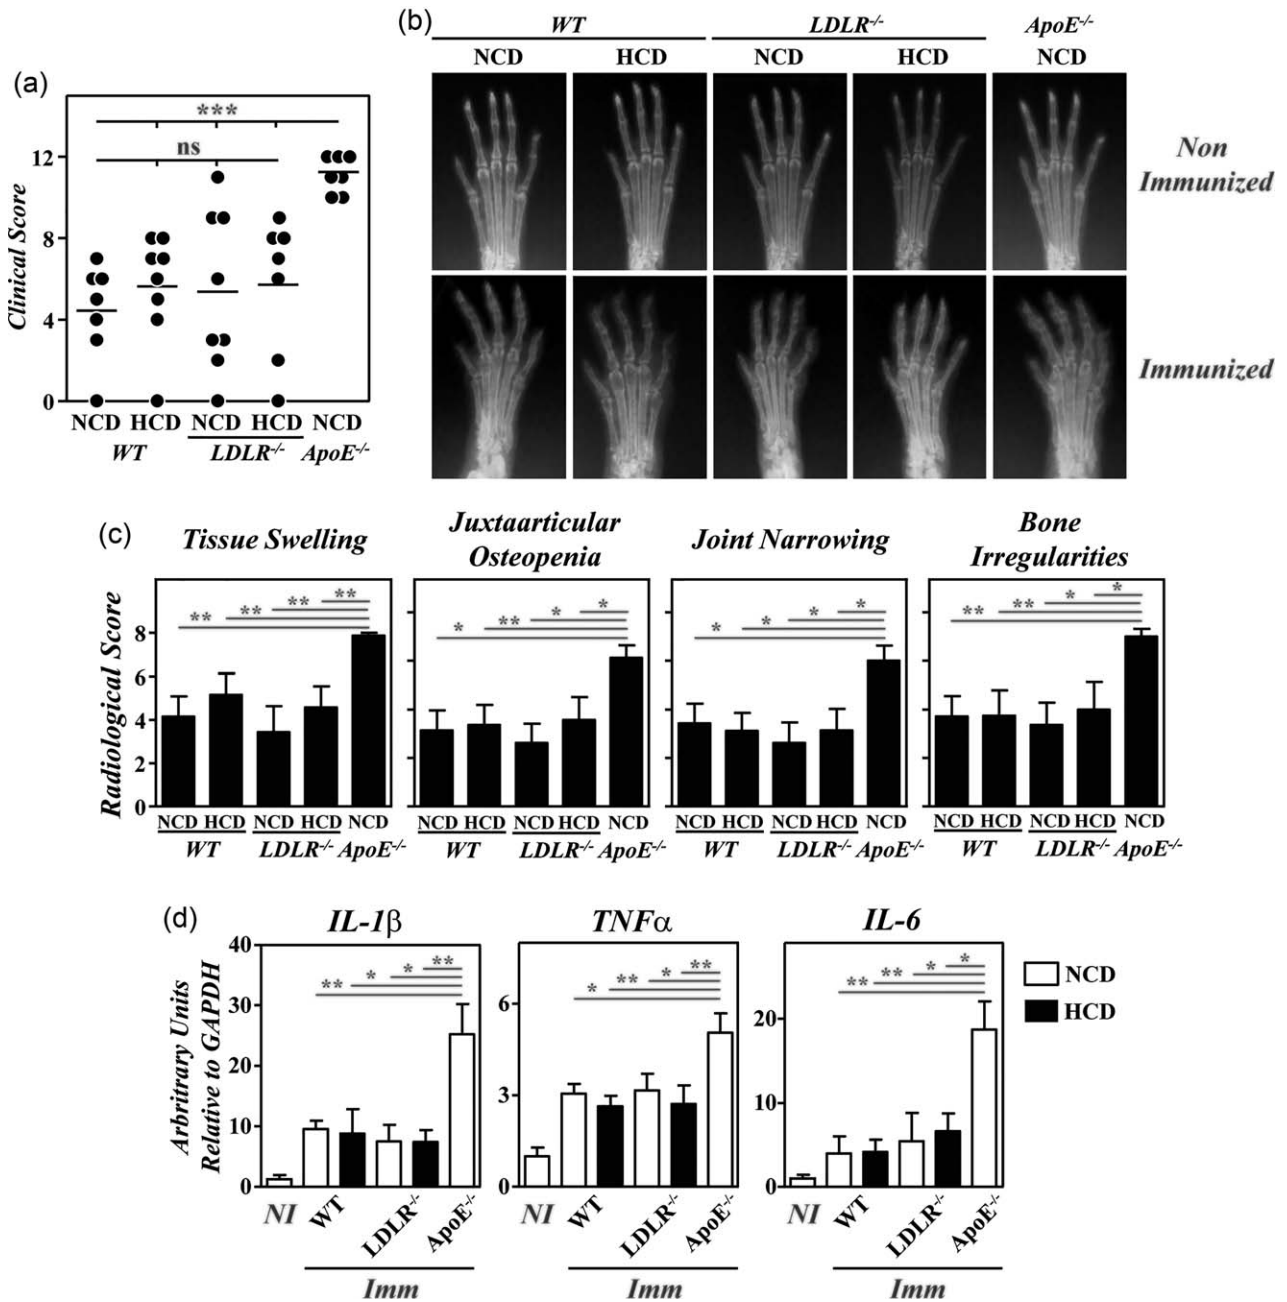 (a)
***
ns
Clinical Score
12
8
4
0
NCD HCD NCD HCD NCD
WT LDLR-/- ApoE-/-
(b)
WT LDLR-/- ApoE-/-
NCD HCD NCD HCD NCD
Non
Immunized
Immunized
(c)
Tissue Swelling
Juxtaarticular
Osteopenia
Joint Narrowing
Bone
Irregularities
Radiological Score
8
6
4
2
0
** ** ** **
* ** * *
* * * *
** ** * *
NCD HCD NCD HCD NCD
WT LDLR-/- ApoE-/-
NCD HCD NCD HCD NCD
WT LDLR-/- ApoE-/-
NCD HCD NCD HCD NCD
WT LDLR-/- ApoE-/-
NCD HCD NCD HCD NCD
WT LDLR-/- ApoE-/-
(d)
IL-1β
Arbritrary Units
Relative to GAPDH
40
30
20
10
0
** * * **
NI WT LDLR-/- ApoE-/-
Imm
TNFα
6
3
0
* ** * **
NI WT LDLR-/- ApoE-/-
Imm
IL-6
20
10
0
** ** * *
NI WT LDLR-/- ApoE-/-
Imm
NCD
HCD